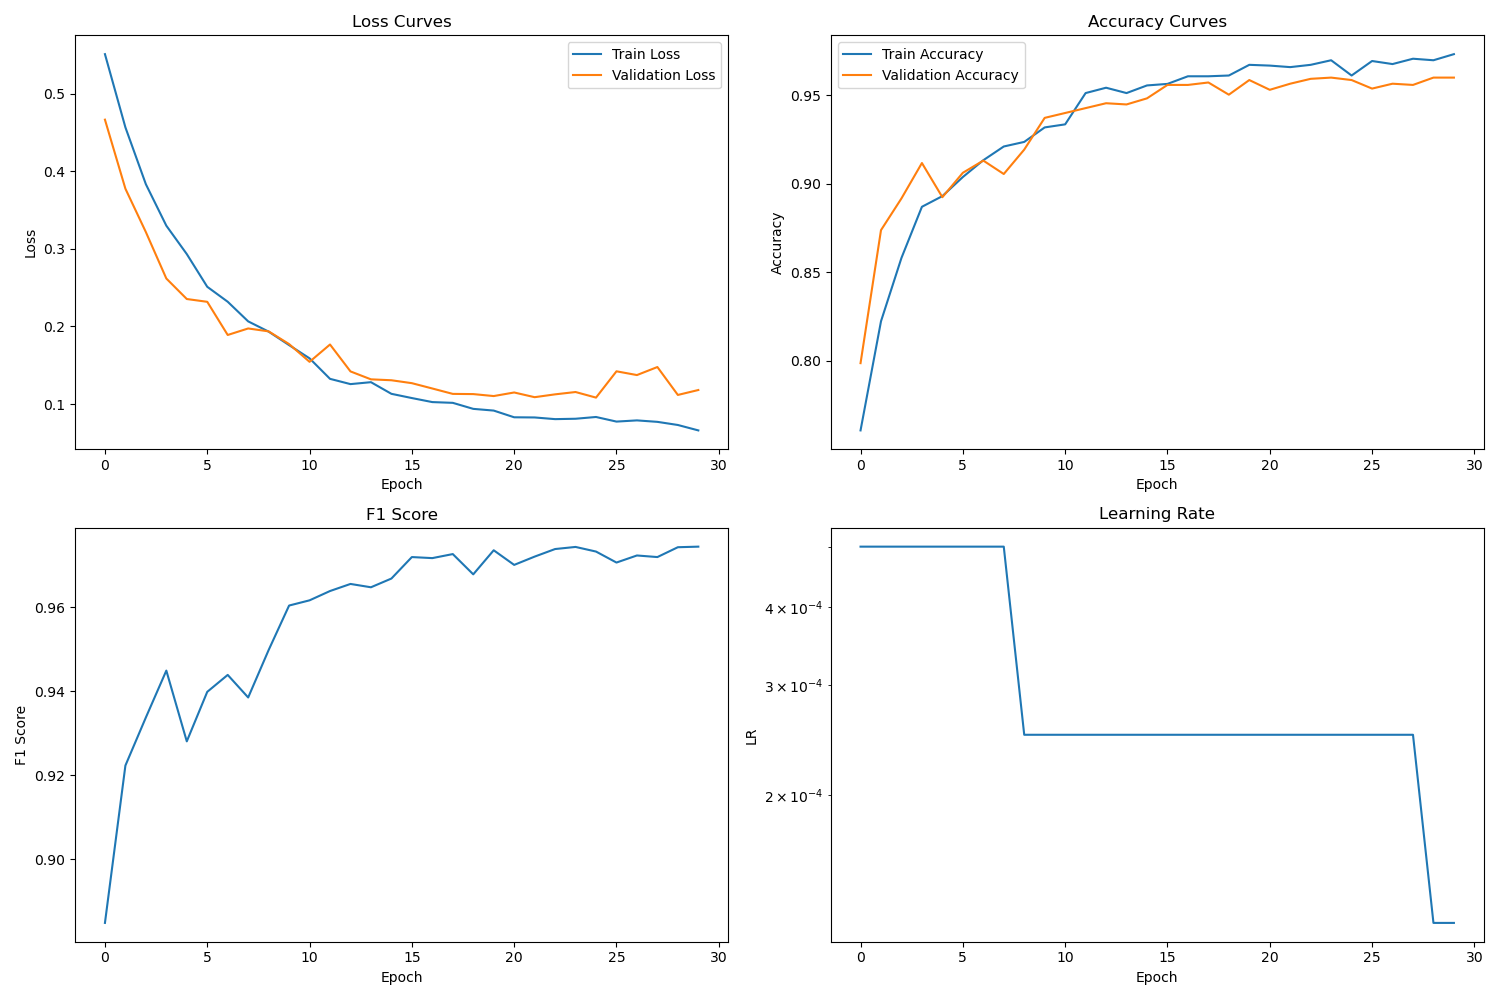 Loss Curves
Train Loss
Validation Loss
0.5
0.4
0.3
0.2
0.1
Loss
0 5 10 15 20 25 30
Epoch
Accuracy Curves
Train Accuracy
Validation Accuracy
0.95
0.90
0.85
0.80
Accuracy
0 5 10 15 20 25 30
Epoch
F1 Score
0.96
0.94
0.92
0.90
F1 Score
0 5 10 15 20 25 30
Epoch
Learning Rate
4 × 10⁻⁴
3 × 10⁻⁴
2 × 10⁻⁴
LR
0 5 10 15 20 25 30
Epoch